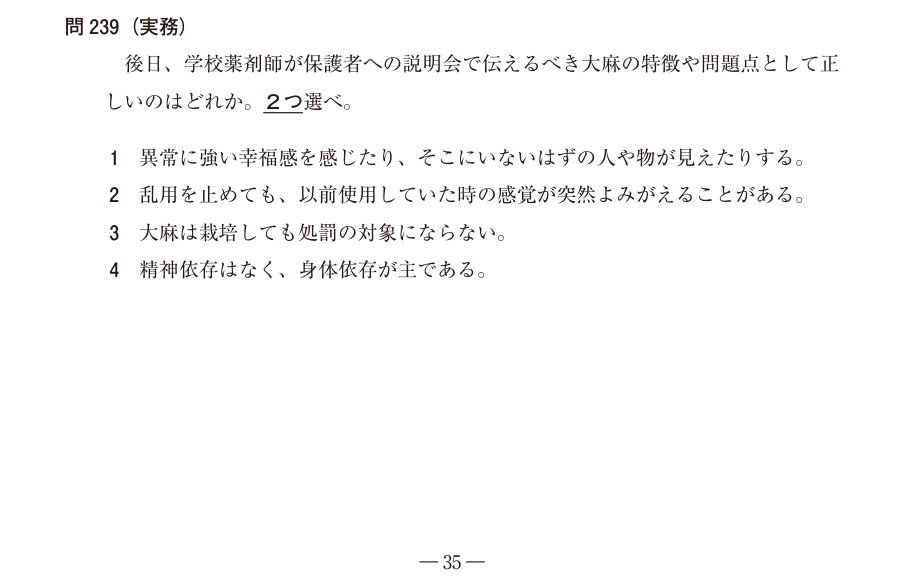 問 239（実務）
後日、学校薬剤師が保護者への説明会で伝えるべき大麻の特徴や問題点として正
しいのはどれか。２つ選べ。
1 異常に強い幸福感を感じたり、そこにいないはずの人や物が見えたりする。
2 乱用を止めても、以前使用していた時の感覚が突然よみがえることがある。
3 大麻は栽培しても処罰の対象にならない。
4 精神依存はなく、身体依存が主である。
― 35 ―